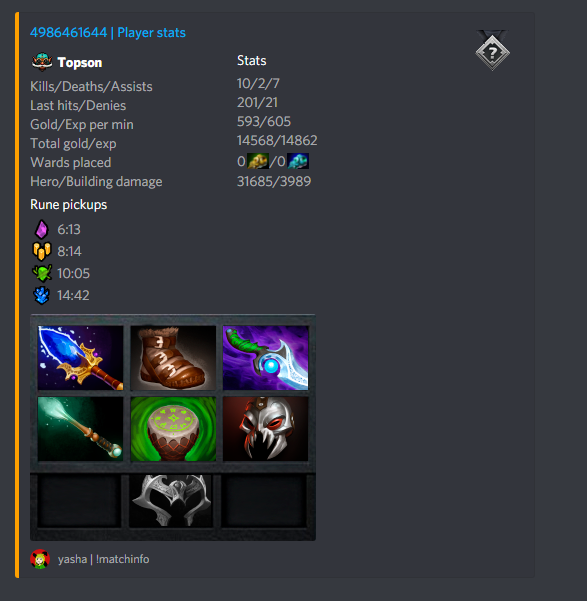 4986461644 | Player stats
Topson
Stats
Kills/Deaths/Assists 10/2/7
Last hits/Denies 201/21
Gold/Exp per min 593/605
Total gold/exp 14568/14862
Wards placed 0 /0
Hero/Building damage 31685/3989
Rune pickups
6:13
8:14
10:05
14:42
yasha | !matchinfo
?